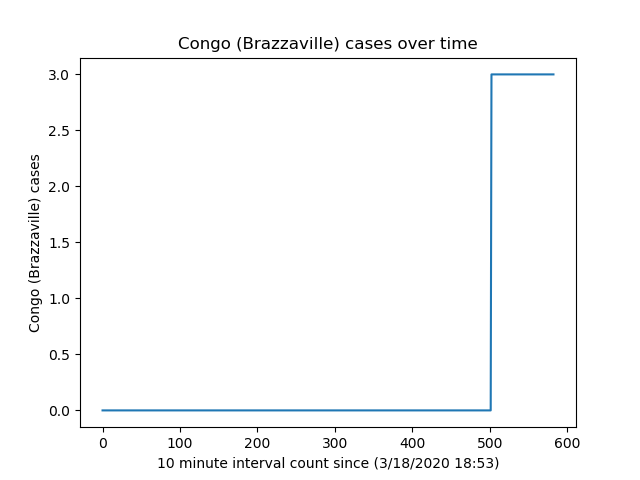 Congo (Brazzaville) cases over time
3.0
2.5
2.0
1.5
1.0
0.5
0.0
Congo (Brazzaville) cases
0 100 200 300 400 500 600
10 minute interval count since (3/18/2020 18:53)